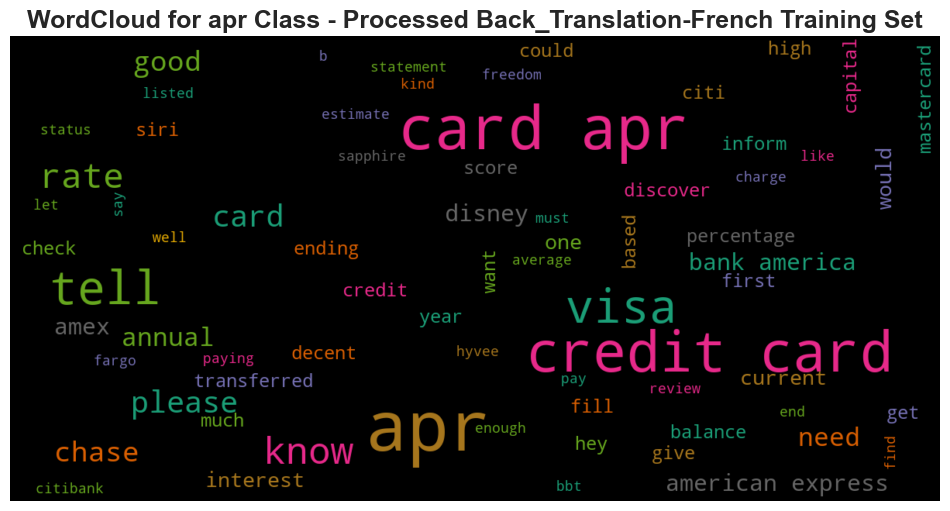 WordCloud for apr Class - Processed Back_Translation-French Training Set
good
b
statement
kind
freedom
could
high
capital
mastercard
listed
citi
status
siri
estimate
card apr
inform
like
sapphire
score
would
rate
discover
charge
let
say
card
disney
must
based
percentage
check
well
ending
want
one
average
bank america
first
tell
credit
visa
year
amex
annual
fargo
paying
decent
hyvee
credit card
transferred
pay
review
current
please
much
apr
enough
fill
end
get
chase
know
hey
balance
give
need
find
citibank
interest
bbt
american express